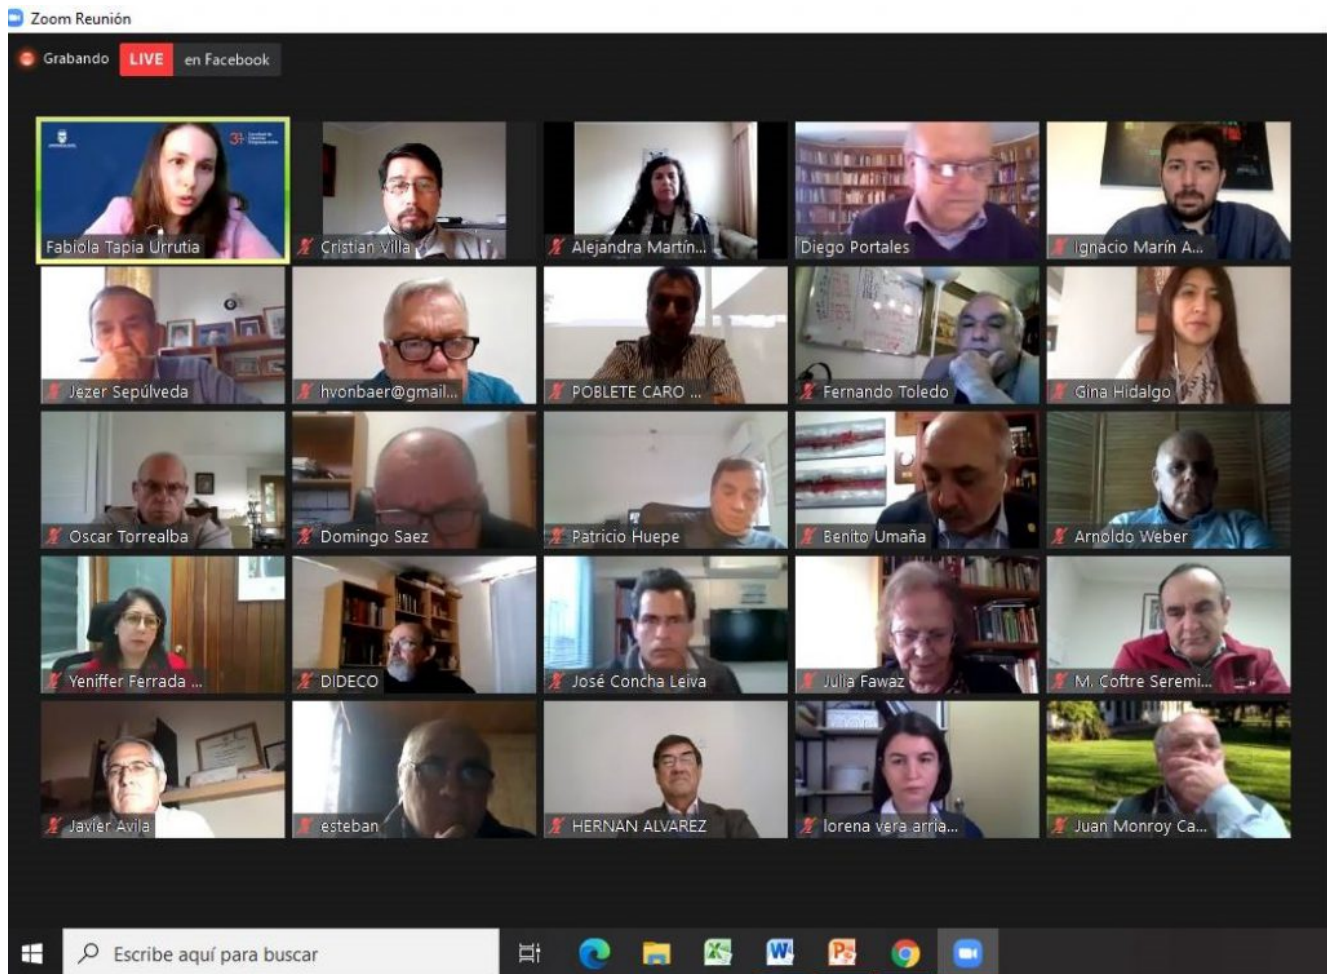 Zoom Reunión
Grabando
LIVE
en Facebook
Fabiola Tapia Urrutia
Cristian Villa
Alejandra Martín...
Diego Portales
Ignacio Marín A...
Jezer Sepúlveda
hvonbaer@gmail...
POBLETE CARO ...
Fernando Toledo
Gina Hidalgo
Oscar Torrealba
Domingo Saez
Patricio Huepe
Benito Umaña
Arnoldo Weber
Yeniffer Ferrada ...
DIDECO
José Concha Leiva
Julia Fawaz
M. Coftre Seremi...
Javier Avila
esteban
HERNAN ALVAREZ
lorena vera arria...
Juan Monroy Ca...
Escribe aquí para buscar